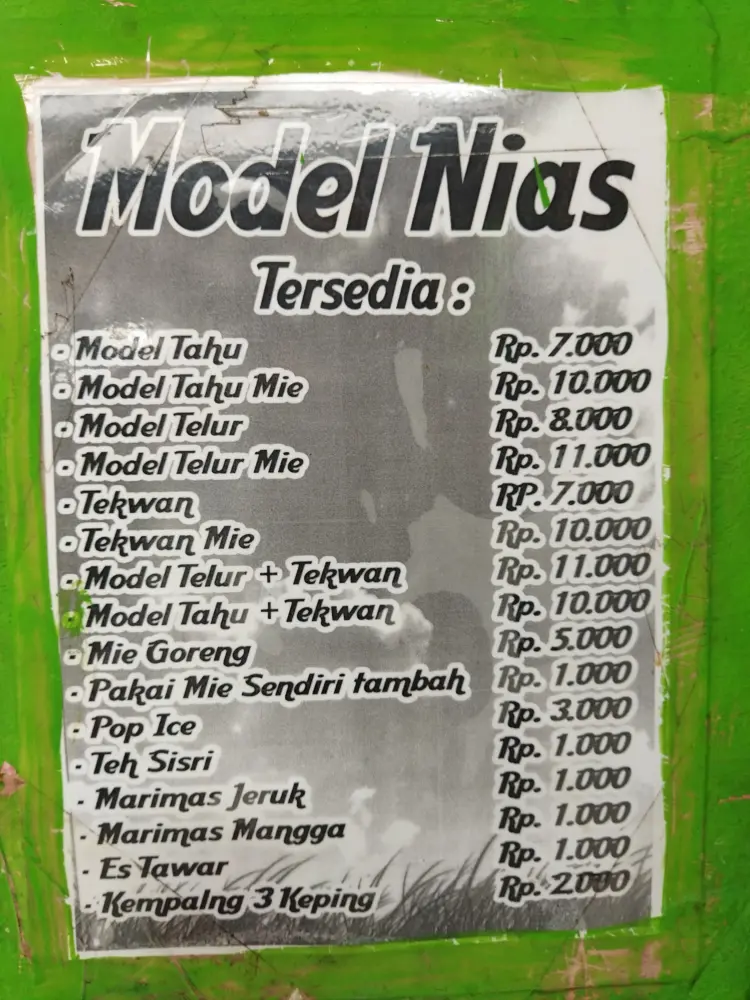 Model Nias
Tersedia :
- Model Tahu Rp. 7.000
- Model Tahu Mie Rp. 10.000
- Model Telur Rp. 8.000
- Model Telur Mie Rp. 11.000
- Tekwan RP. 7.000
- Tekwan Mie Rp. 10.000
- Model Telur + Tekwan Rp. 11.000
- Model Tahu + Tekwan Rp. 10.000
- Mie Goreng Rp. 5.000
- Pakai Mie Sendiri tambah Rp. 1.000
- Pop Ice Rp. 3.000
- Teh Sisri Rp. 1.000
- Marimas Jeruk Rp. 1.000
- Marimas Mangga Rp. 1.000
- Es Tawar Rp. 1.000
- Kempalng 3 Keping Rp. 2.000